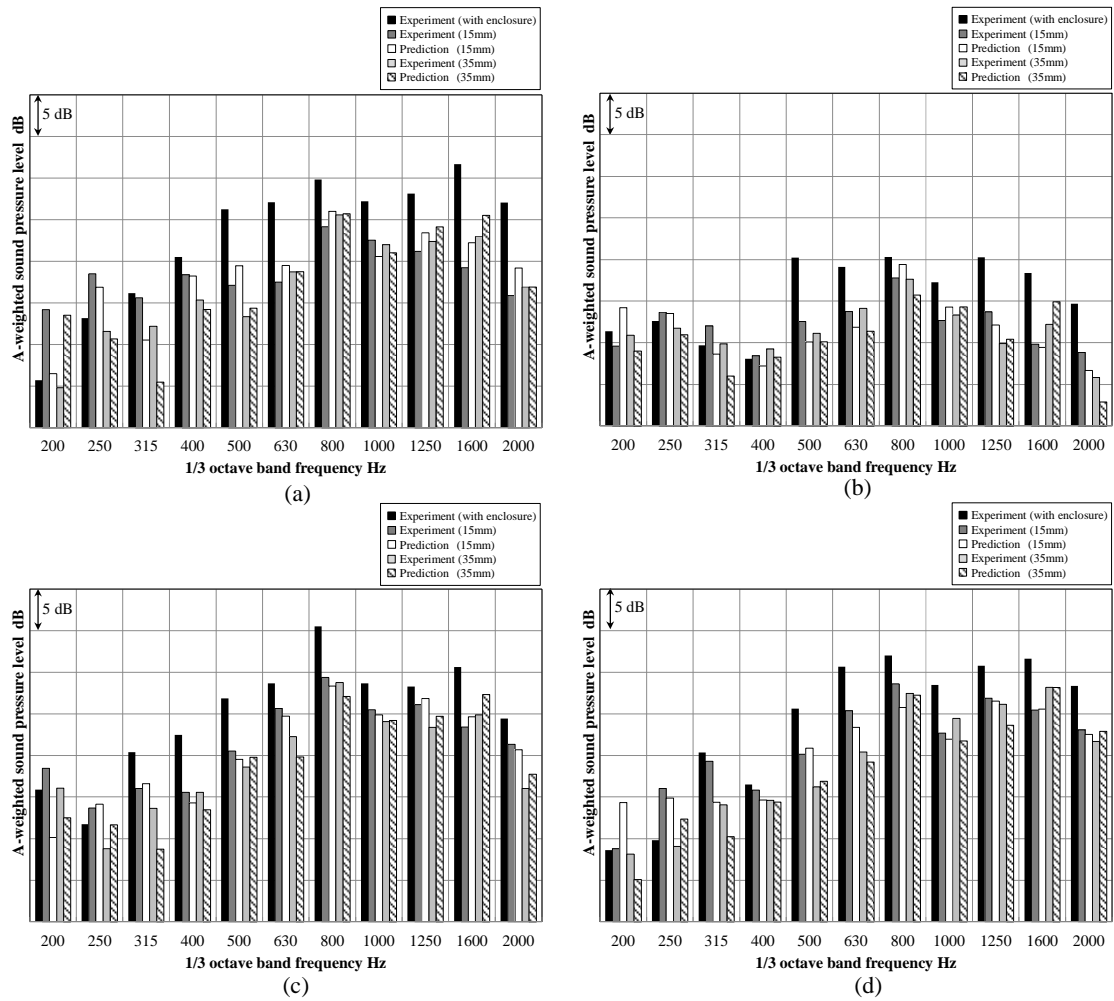 Experiment (with enclosure)
Experiment (15mm)
Prediction (15mm)
Experiment (35mm)
Prediction (35mm)
5 dB
A-weighted sound pressure level dB
200 250 315 400 500 630 800 1000 1250 1600 2000
1/3 octave band frequency Hz
(a)
Experiment (with enclosure)
Experiment (15mm)
Prediction (15mm)
Experiment (35mm)
Prediction (35mm)
5 dB
A-weighted sound pressure level dB
200 250 315 400 500 630 800 1000 1250 1600 2000
1/3 octave band frequency Hz
(b)
Experiment (with enclosure)
Experiment (15mm)
Prediction (15mm)
Experiment (35mm)
Prediction (35mm)
5 dB
A-weighted sound pressure level dB
200 250 315 400 500 630 800 1000 1250 1600 2000
1/3 octave band frequency Hz
(c)
Experiment (with enclosure)
Experiment (15mm)
Prediction (15mm)
Experiment (35mm)
Prediction (35mm)
5 dB
A-weighted sound pressure level dB
200 250 315 400 500 630 800 1000 1250 1600 2000
1/3 octave band frequency Hz
(d)